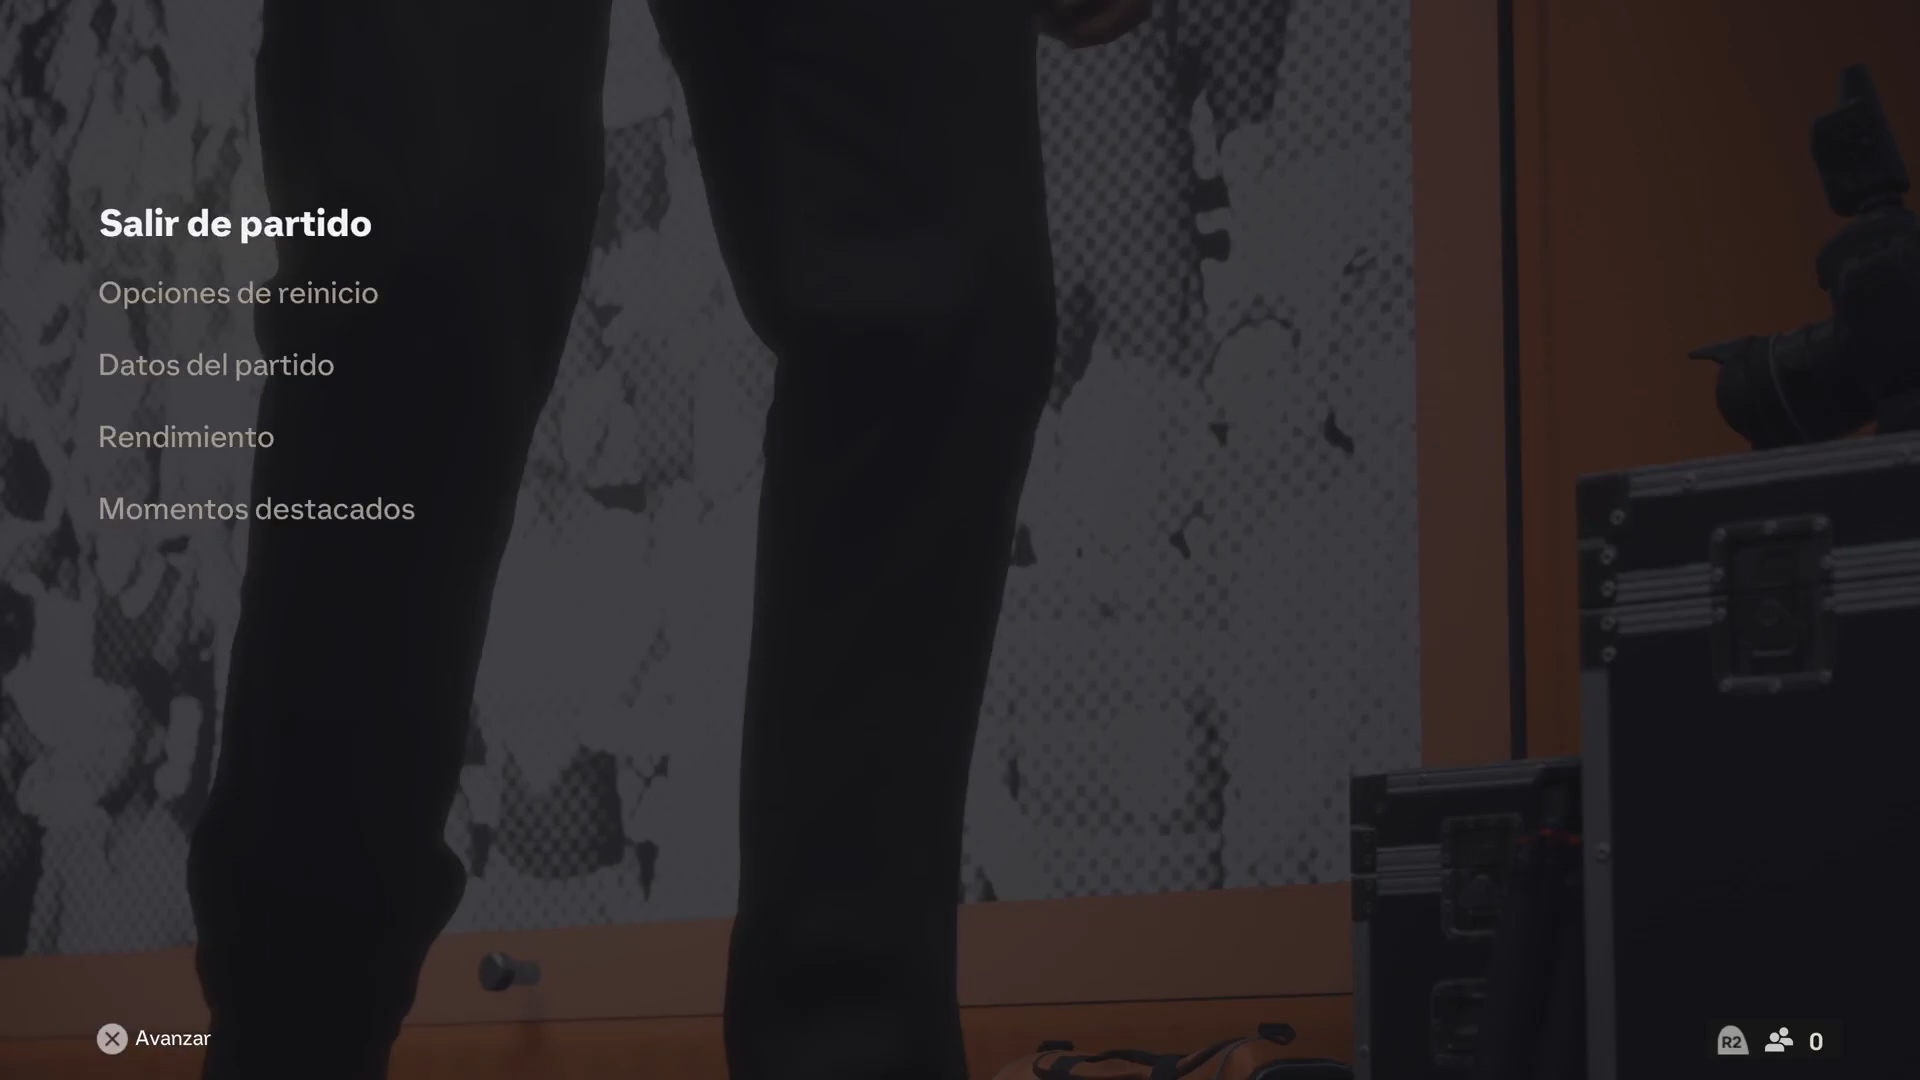 Salir de partido
Opciones de reinicio
Datos del partido
Rendimiento
Momentos destacados
Avanzar
R2 0